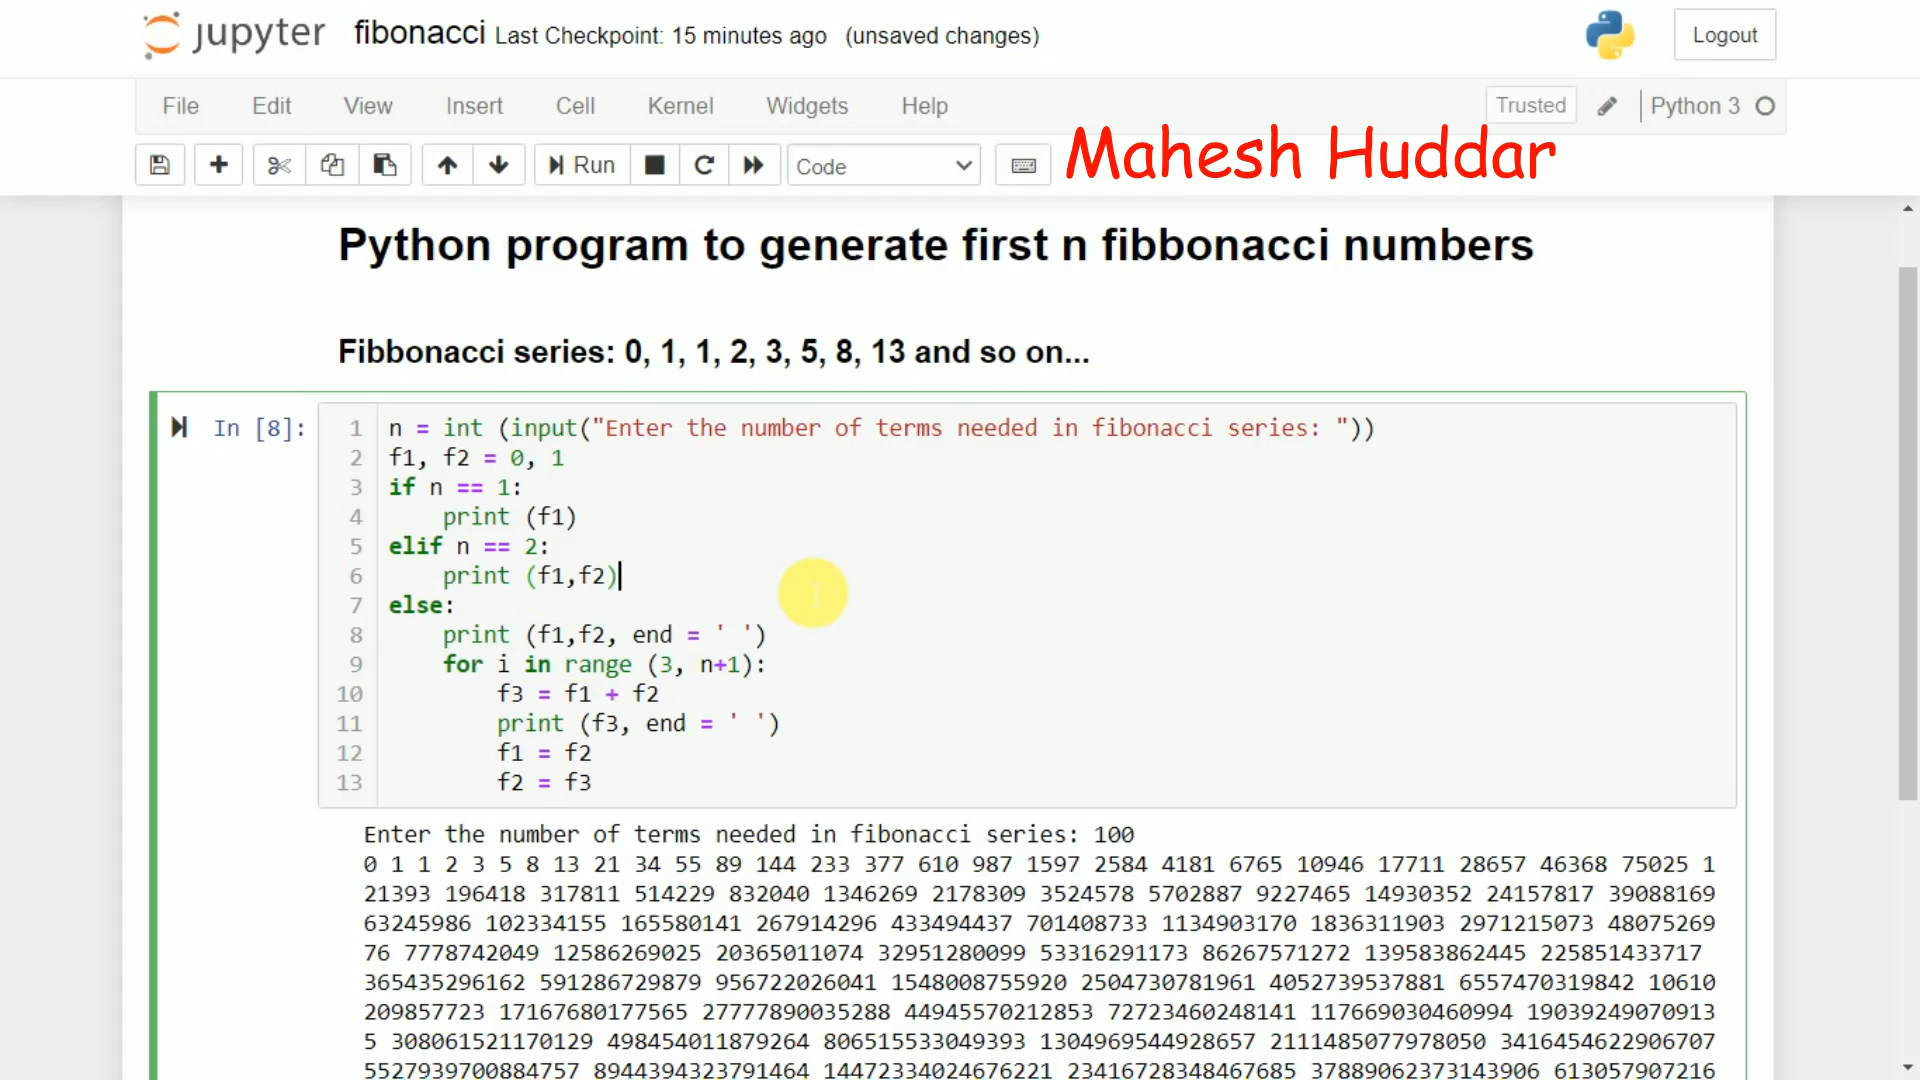 jupyter fibonacci Last Checkpoint: 15 minutes ago (unsaved changes) Logout
File Edit View Insert Cell Kernel Widgets Help Trusted Python 3
Run Code Mahesh Huddar
Python program to generate first n fibbonacci numbers
Fibbonacci series: 0, 1, 1, 2, 3, 5, 8, 13 and so on...
In [8]:
1 n = int (input("Enter the number of terms needed in fibonacci series: "))
2 f1, f2 = 0, 1
3 if n == 1:
4     print (f1)
5 elif n == 2:
6     print (f1,f2)
7 else:
8     print (f1,f2, end = ' ')
9     for i in range (3, n+1):
10         f3 = f1 + f2
11         print (f3, end = ' ')
12         f1 = f2
13         f2 = f3
Enter the number of terms needed in fibonacci series: 100
0 1 1 2 3 5 8 13 21 34 55 89 144 233 377 610 987 1597 2584 4181 6765 10946 17711 28657 46368 75025 1
21393 196418 317811 514229 832040 1346269 2178309 3524578 5702887 9227465 14930352 24157817 39088169
63245986 102334155 165580141 267914296 433494437 701408733 1134903170 1836311903 2971215073 48075269
76 7778742049 12586269025 20365011074 32951280099 53316291173 86267571272 139583862445 225851433717
365435296162 591286729879 956722026041 1548008755920 2504730781961 4052739537881 6557470319842 10610
209857723 17167680177565 27777890035288 44945570212853 72723460248141 117669030460994 19039249070913
5 308061521170129 498454011879264 806515533049393 1304969544928657 2111485077978050 3416454622906707
5527939700884757 8944394323791464 14472334024676221 23416728348467685 37889062373143906 613057907216